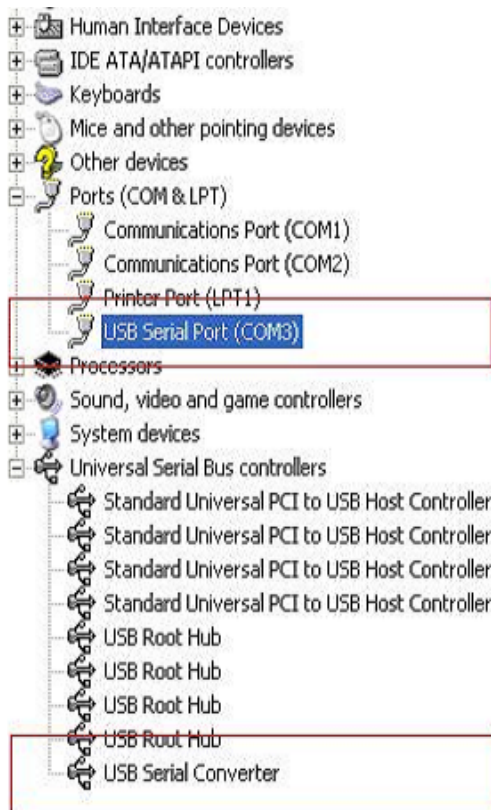 Human Interface Devices
IDE ATA/ATAPI controllers
Keyboards
Mice and other pointing devices
Other devices
Ports (COM & LPT)
Communications Port (COM1)
Communications Port (COM2)
Printer Port (LPT1)
USB Serial Port (COM3)
Processors
Sound, video and game controllers
System devices
Universal Serial Bus controllers
Standard Universal PCI to USB Host Controller
Standard Universal PCI to USB Host Controller
Standard Universal PCI to USB Host Controller
Standard Universal PCI to USB Host Controller
USB Root Hub
USB Root Hub
USB Root Hub
USB Root Hub
USB Serial Converter